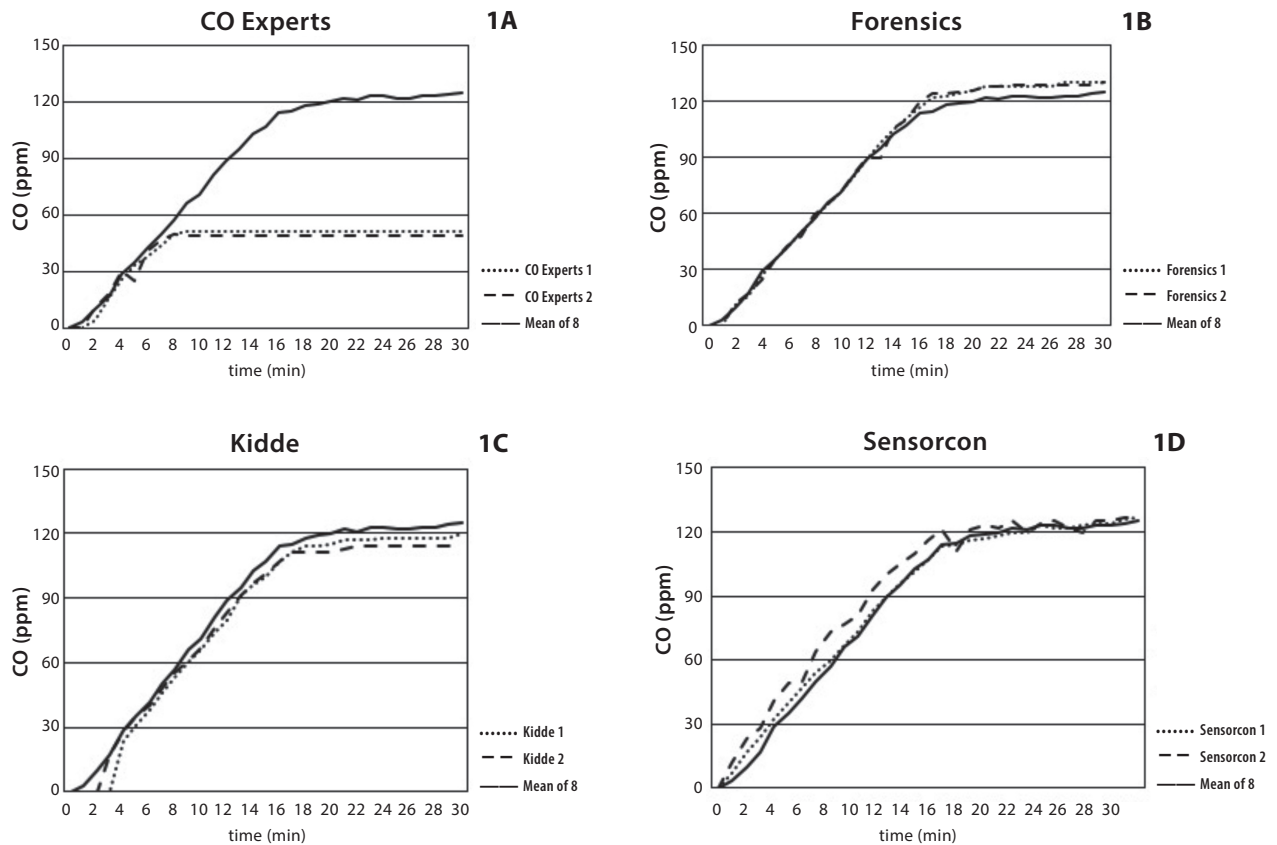 CO Experts 1A
150
120
90
60
30
0
CO (ppm)
0 2 4 6 8 10 12 14 16 18 20 22 24 26 28 30
time (min)
CO Experts 1
CO Experts 2
Mean of 8
Forensics 1B
150
120
90
60
30
0
CO (ppm)
0 2 4 6 8 10 12 14 16 18 20 22 24 26 28 30
time (min)
Forensics 1
Forensics 2
Mean of 8
Kidde 1C
150
120
90
60
30
0
CO (ppm)
0 2 4 6 8 10 12 14 16 18 20 22 24 26 28 30
time (min)
Kidde 1
Kidde 2
Mean of 8
Sensorcon 1D
150
120
90
60
30
0
CO (ppm)
0 2 4 6 8 10 12 14 16 18 20 22 24 26 28 30
time (min)
Sensorcon 1
Sensorcon 2
Mean of 8